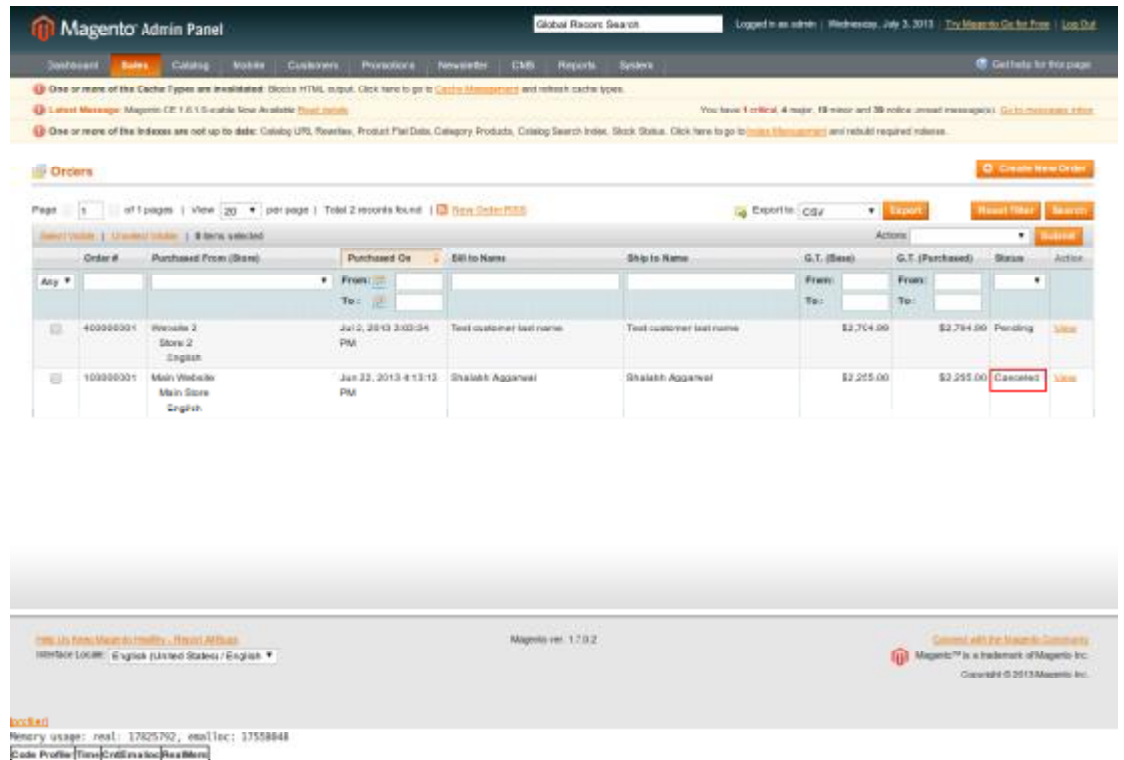 Magento Admin Panel
Global Record Search
Logged in as admin | Wednesday, July 3, 2013 | Try Magento Go for Free | Log Out
Dashboard Sales Catalog Mobile Customers Promotions Newsletter CMS Reports System
Get help for this page
One or more of the Cache Types are invalidated: Blocks HTML output. Click here to go to Cache Management and refresh cache types.
Latest Message: Magento CE 1.8.1.0-stable Now Available Read details
You have 1 critical, 4 major, 19 minor and 39 notice unread message(s). Go to messages inbox
One or more of the Indexes are not up to date: Catalog URL Rewrites, Product Flat Data, Category Products, Catalog Search Index, Stock Status. Click here to go to Index Management and rebuild required indexes.
Orders
Create New Order
Page 1 of 1 pages | View 20 per page | Total 2 records found | New Order RSS
Export to: CSV Export Reset Filter Search
Select Visible | Unselect Visible | 0 items selected
Actions Submit
Order # Purchased From (Store) Purchased On Bill to Name Ship to Name G.T. (Base) G.T. (Purchased) Status Action
Any From: From: From:
To : To : To :
400000001 Website 2 Jul 2, 2013 Test customer last name Test customer last name Pending View
Store 2 PM
English
100000001 Main Website Jun 22, 2013 4:13:13 Shalabh Aggarwal Shalabh Aggarwal $2,255.00 $2,255.00 Canceled View
Main Store PM
English
Help Us Keep Magento Healthy - Report All Bugs
Magento ver. 1.7.0.2
Connect with the Magento Community
Interface Locale: English (United States) / English
Magento™ is a trademark of Magento Inc.
Copyright © 2013 Magento Inc.
Memory usage: real: 17825792, emalloc: 17558048
Code Profiler Time Cnt Emalloc RealMem